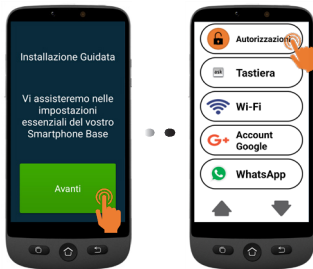 Installazione Guidata
Vi assisteremo nelle
impostazioni
essenziali del vostro
Smartphone Base
Avanti
Autorizzazioni
Tastiera
Wi-Fi
G+ Account
Google
WhatsApp